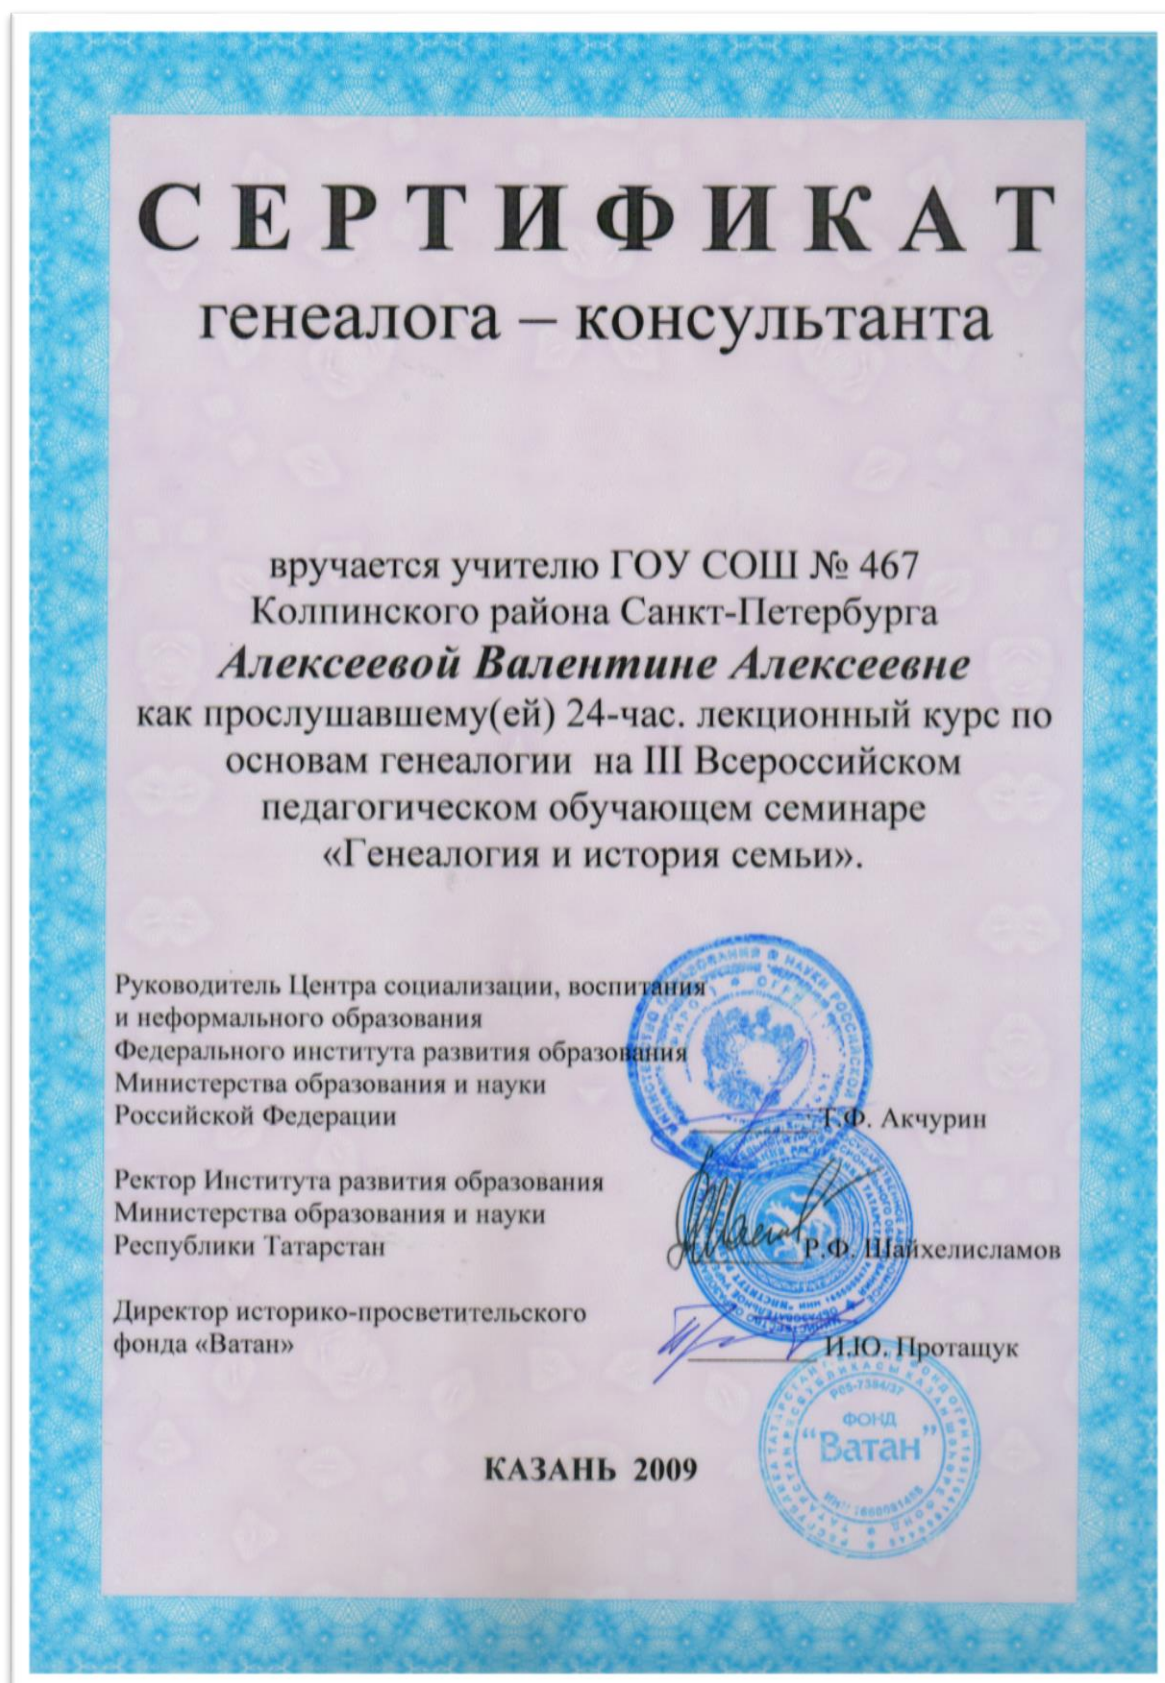 СЕРТИФИКАТ
генеалога – консультанта
вручается учителю ГОУ СОШ № 467
Колпинского района Санкт-Петербурга
Алексеевой Валентине Алексеевне
как прослушавшему(ей) 24-час. лекционный курс по
основам генеалогии на III Всероссийском
педагогическом обучающем семинаре
«Генеалогия и история семьи».
Руководитель Центра социализации, воспитания
и неформального образования
Федерального института развития образования
Министерства образования и науки
Российской Федерации
Т.Ф. Акчурин
Ректор Института развития образования
Министерства образования и науки
Республики Татарстан
Р.Ф. Шайхелисламов
Директор историко-просветительского
фонда «Ватан»
И.Ю. Протащук
ФОНД
"Ватан"
КАЗАНЬ 2009